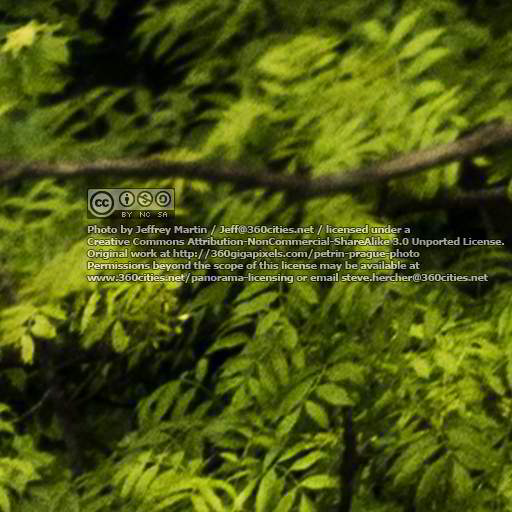 cc
BY NC SA
Photo by Jeffrey Martin / Jeff@360cities.net / licensed under a
Creative Commons Attribution-NonCommercial-ShareAlike 3.0 Unported License.
Original work at http://360gigapixels.com/petrin-prague-photo
Permissions beyond the scope of this license may be available at
www.360cities.net/panorama-licensing or email steve.hercher@360cities.net